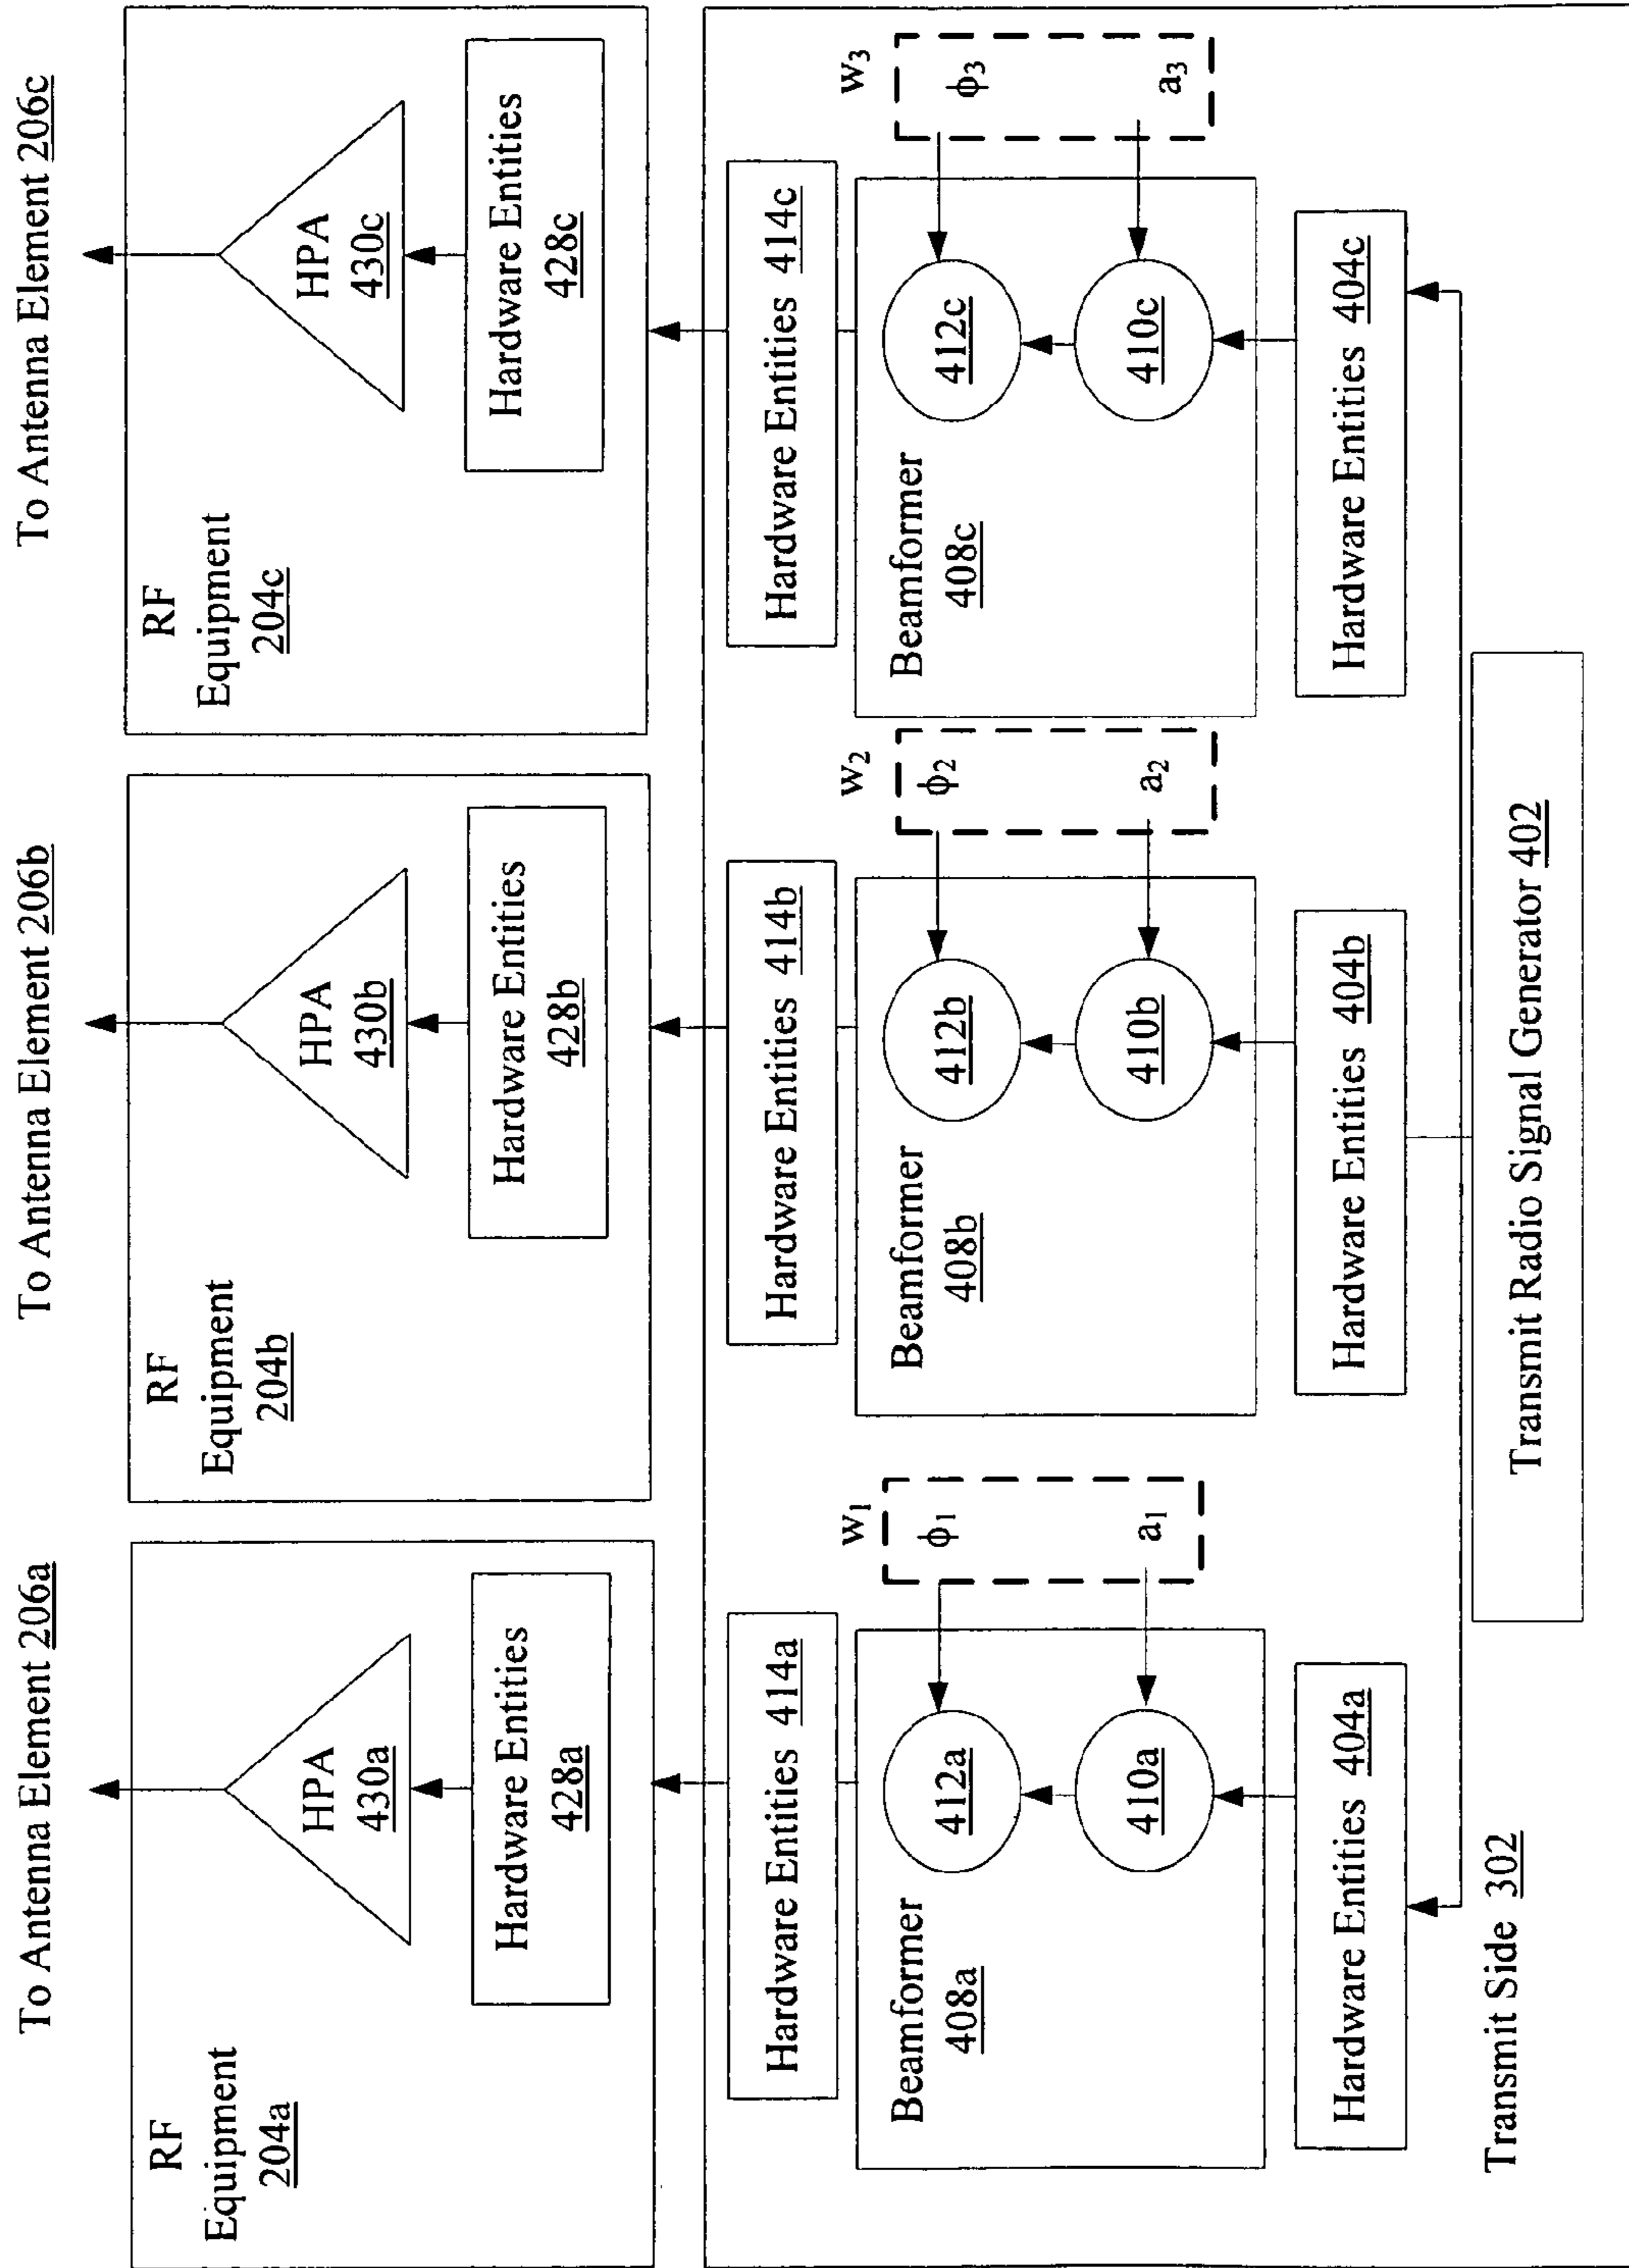 To Antenna Element 206a
To Antenna Element 206b
To Antenna Element 206c
RF
Equipment
204a
HPA
430a
Hardware Entities
428a
RF
Equipment
204b
HPA
430b
Hardware Entities
428b
RF
Equipment
204c
HPA
430c
Hardware Entities
428c
Hardware Entities 414a
Hardware Entities 414b
Hardware Entities 414c
Beamformer
408a
412a
410a
w1
ϕ1
a1
Beamformer
408b
412b
410b
w2
ϕ2
a2
Beamformer
408c
412c
410c
w3
ϕ3
a3
Hardware Entities 404a
Hardware Entities 404b
Hardware Entities 404c
Transmit Side 302
Transmit Radio Signal Generator 402